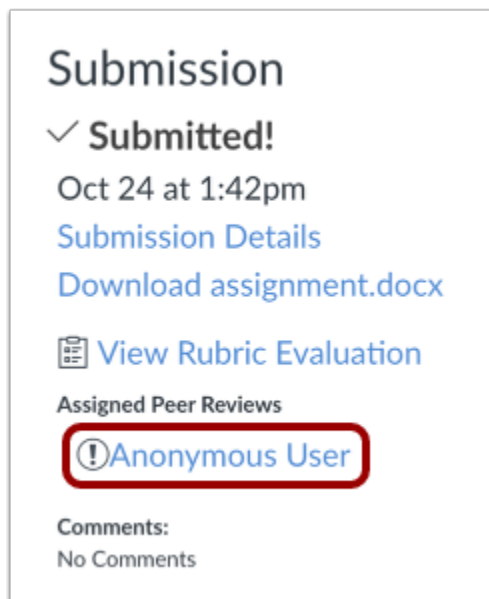 Submission
Submitted!
Oct 24 at 1:42pm
Submission Details
Download assignment.docx
View Rubric Evaluation
Assigned Peer Reviews
Anonymous User
Comments:
No Comments